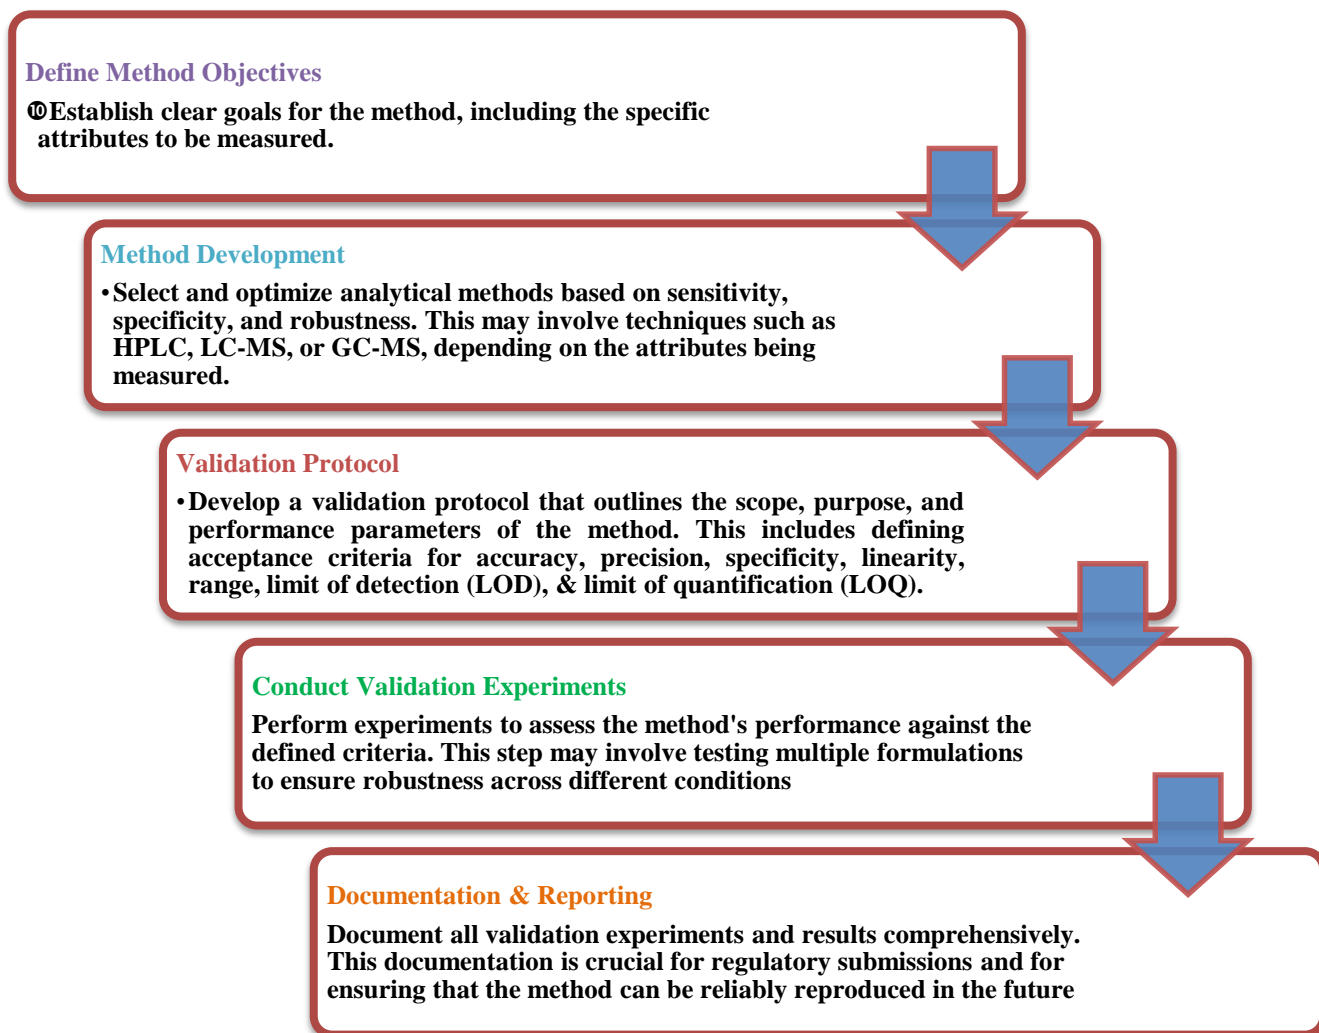 Define Method Objectives
❿Establish clear goals for the method, including the specific
attributes to be measured.
Method Development
•Select and optimize analytical methods based on sensitivity,
specificity, and robustness. This may involve techniques such as
HPLC, LC-MS, or GC-MS, depending on the attributes being
measured.
Validation Protocol
•Develop a validation protocol that outlines the scope, purpose, and
performance parameters of the method. This includes defining
acceptance criteria for accuracy, precision, specificity, linearity,
range, limit of detection (LOD), & limit of quantification (LOQ).
Conduct Validation Experiments
Perform experiments to assess the method's performance against the
defined criteria. This step may involve testing multiple formulations
to ensure robustness across different conditions
Documentation & Reporting
Document all validation experiments and results comprehensively.
This documentation is crucial for regulatory submissions and for
ensuring that the method can be reliably reproduced in the future